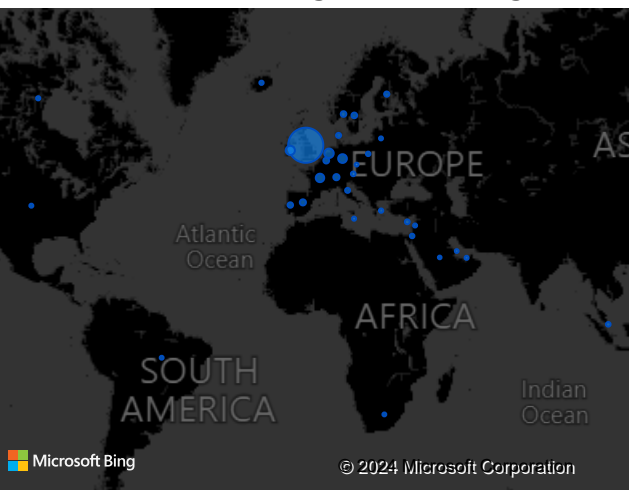 EUROPE
AS
Atlantic
Ocean
AFRICA
SOUTH
AMERICA
Indian
Ocean
Microsoft Bing
© 2024 Microsoft Corporation